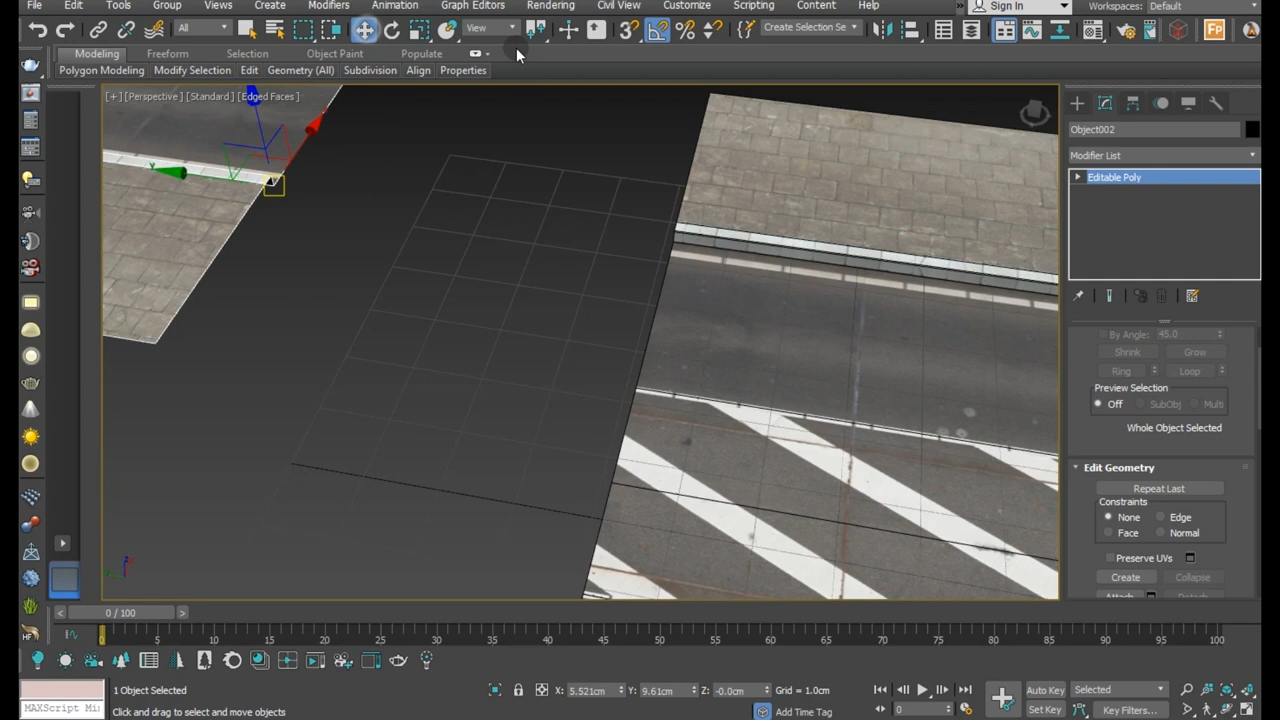 File Edit Tools Group Views Create Modifiers Animation Graph Editors Rendering Civil View Customize Scripting Content Help » Sign In Workspaces: Default
All View Create Selection Se
Modeling Freeform Selection Object Paint Populate
Polygon Modeling Modify Selection Edit Geometry (All) Subdivision Align Properties
[+] [Perspective] [Standard] [Edged Faces]
Object002
Modifier List
Editable Poly
By Angle: 45.0
Shrink Grow
Ring Loop
Preview Selection
Off SubObj Multi
Whole Object Selected
Edit Geometry
Repeat Last
Constraints
None Edge
Face Normal
Preserve UVs
Create Collapse
Attach Detach
< 0 / 100 >
0 5 10 15 20 25 30 35 40 45 50 55 60 65 70 75 80 85 90 95 100
1 Object Selected X: 5.521cm Y: 9.61cm Z: -0.0cm Grid = 1.0cm Auto Key Selected
MAXScript Mi Click and drag to select and move objects Add Time Tag 0 Set Key Key Filters...